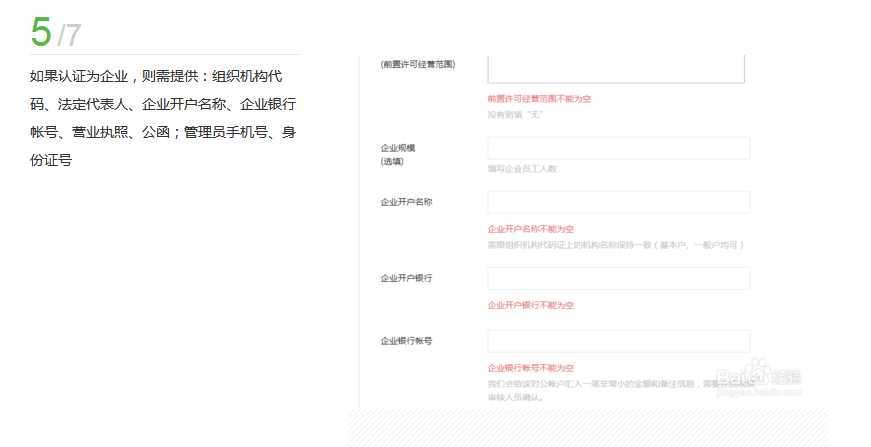 5/7
如果认证为企业，则需提供：组织机构代
码、法定代表人、企业开户名称、企业银行
帐号、营业执照、公函；管理员手机号、身
份证号
(前置许可经营范围)
前置许可经营范围不能为空
没有则填“无”
企业规模
(选填)
填写企业员工人数
企业开户名称
企业开户名称不能为空
需跟组织机构代码证上的机构名称保持一致（基本户、一般户均可）
企业开户银行
企业开户银行不能为空
企业银行帐号
企业银行帐号不能为空
我们会给该对公帐户汇入一笔非常小的金额和备注信息，需要
审核人员确认。
Baidu 经验
jingyan.baidu.com